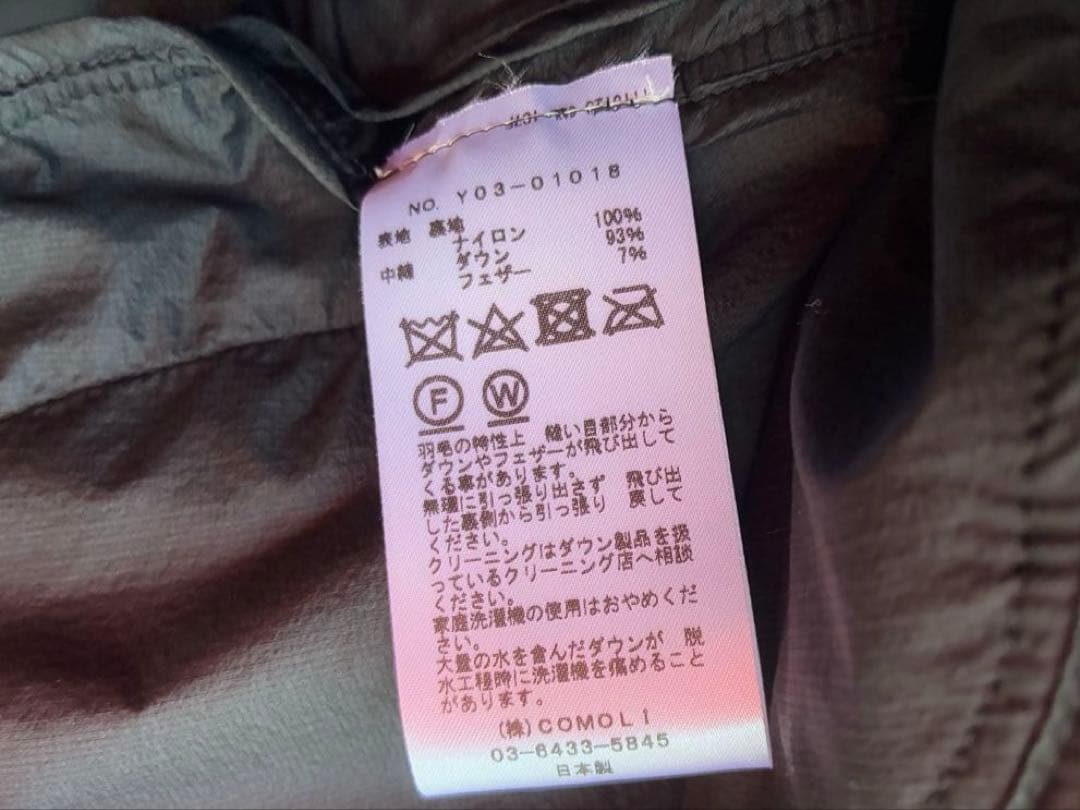 NO. Y03-01018
表地 裏地
ナイロン 100%
中綿 ダウン 93%
フェザー 7%
F W
羽毛の特性上 縫い目部分から
ダウンやフェザーが飛び出して
くる事があります。
無理に引っ張り出さず 飛び出
した裏側から引っ張り 戻して
ください。
クリーニングはダウン製品を扱
っているクリーニング店へ相談
ください。
家庭洗濯機の使用はおやめくだ
さい。
大量の水を含んだダウンが 脱
水工程時に洗濯機を痛めること
があります。
(株)COMOLi
03-6433-5845
日本製